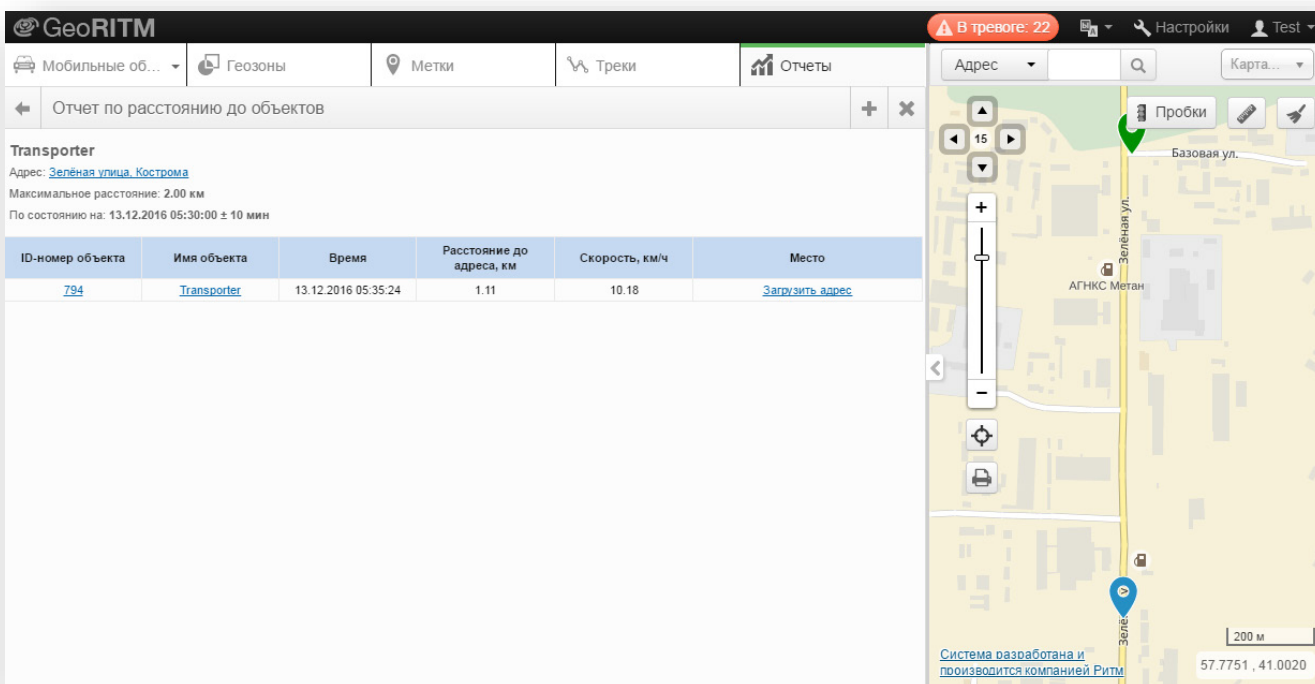 GeoRITM
В тревоге: 22
Настройки
Test
Мобильные об...
Геозоны
Метки
Треки
Отчеты
Адрес
Карта...
Отчет по расстоянию до объектов
Transporter
Адрес: Зелёная улица, Кострома
Максимальное расстояние: 2.00 км
По состоянию на: 13.12.2016 05:30:00 ± 10 мин
ID-номер объекта
Имя объекта
Время
Расстояние до
адреса, км
Скорость, км/ч
Место
794
Transporter
13.12.2016 05:35:24
1.11
10.18
Загрузить адрес
Пробки
15
Базовая ул.
+
Зелёная ул.
АГНКС Метан
−
Зелё
200 м
Система разработана и
производится компанией Ритм
57.7751 , 41.0020